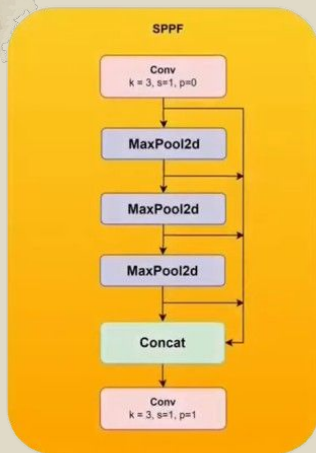 SPPF
Conv
k = 3, s=1, p=0
MaxPool2d
MaxPool2d
MaxPool2d
Concat
Conv
k = 3, s=1, p=1